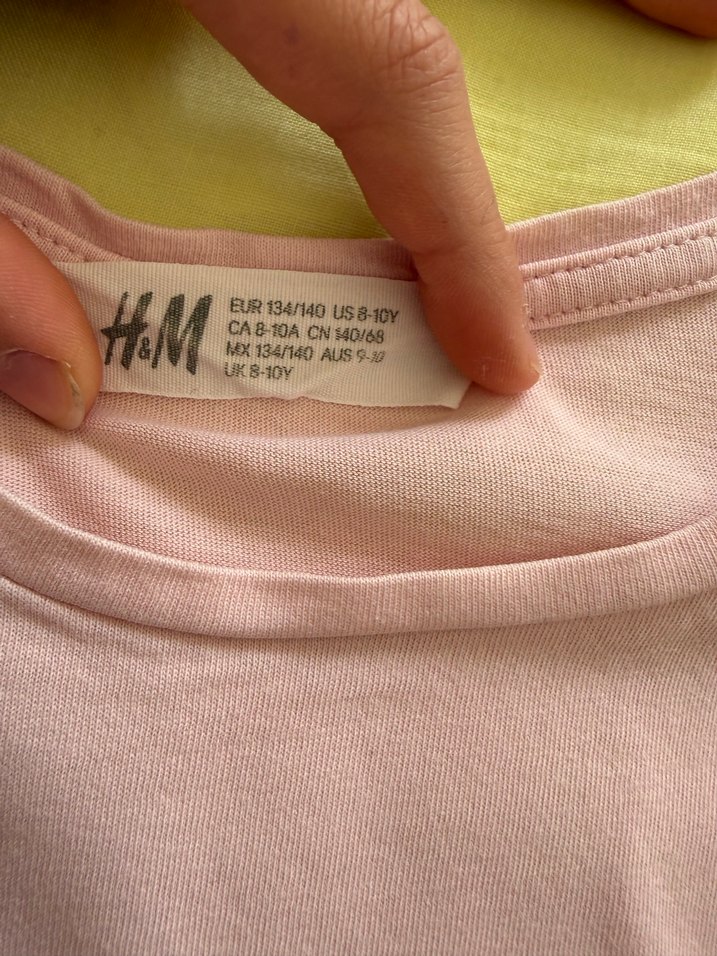 H&M
EUR 134/140 US 8-10Y
CA 8-10A CN 140/68
MX 134/140 AUS 9-10
UK 8-10Y